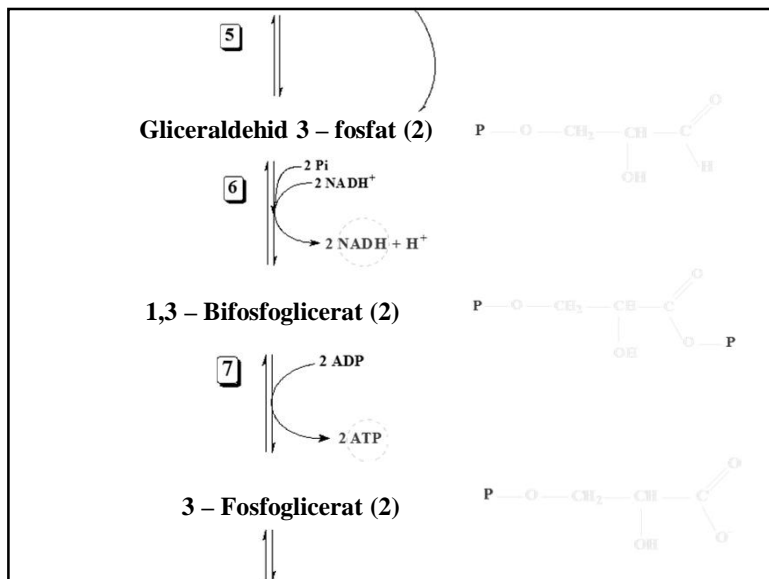 5
Gliceraldehid 3 – fosfat (2)
P O CH₂ CH C O
H
OH
6
2 Pi
2 NADH⁺
2 NADH + H⁺
1,3 – Bifosfoglicerat (2)
P O CH₂ CH C O
O P
OH
7
2 ADP
2 ATP
3 – Fosfoglicerat (2)
P O CH₂ CH C O
O⁻
OH